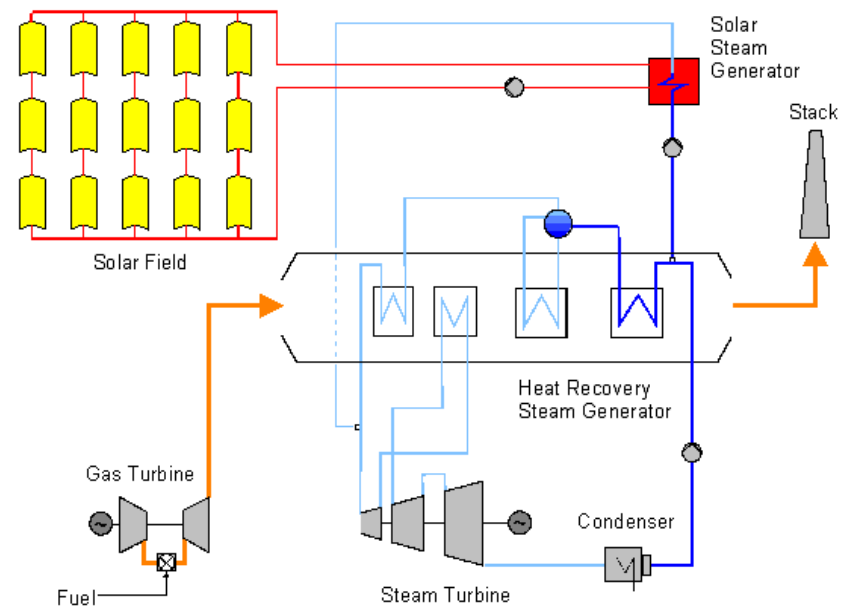 Solar
Steam
Generator
Stack
Solar Field
Heat Recovery
Steam Generator
Gas Turbine
Condenser
Steam Turbine
Fuel
~
~